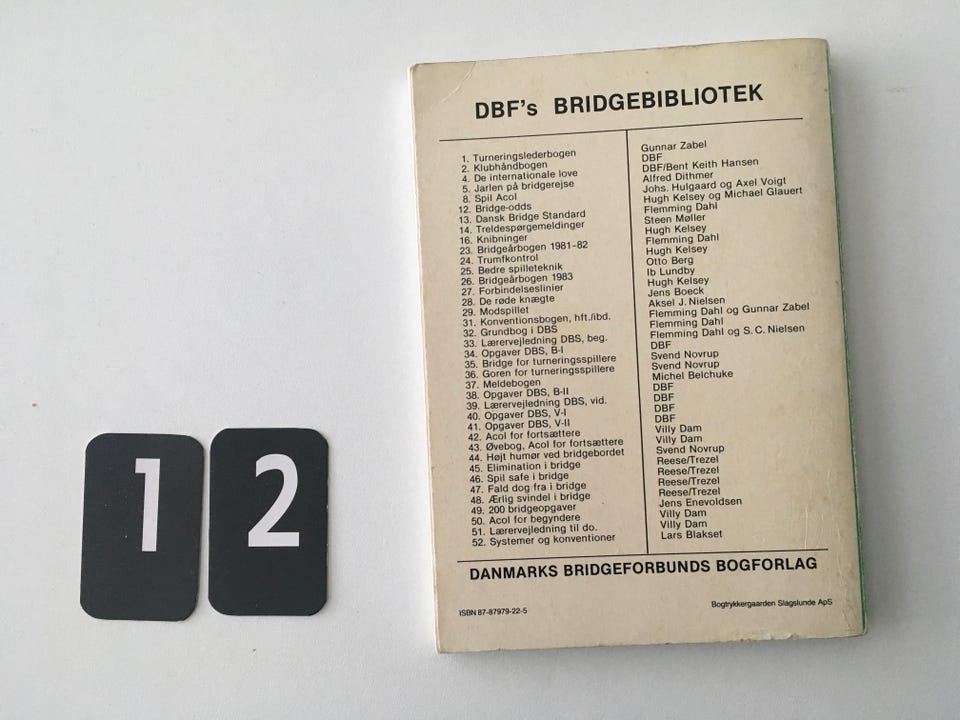 DBF's BRIDGEBIBLIOTEK
1. Turneringslederbogen Gunnar Zabel
2. Klubhåndbogen DBF
4. De internationale love DBF/Bent Keith Hansen
5. Jarlen på bridgerejse Alfred Dithmer
8. Spil Acol Johs. Hulgaard og Axel Voigt
12. Bridge-odds Hugh Kelsey og Michael Glauert
13. Dansk Bridge Standard Flemming Dahl
14. Treldespørgemeldinger Steen Møller
16. Knibninger Hugh Kelsey
23. Bridgeårbogen 1981-82 Flemming Dahl
24. Trumfkontrol Hugh Kelsey
25. Bedre spilleteknik Otto Berg
26. Bridgeårbogen 1983 Ib Lundby
27. Forbindelseslinier Hugh Kelsey
28. De røde knægte Jens Boeck
29. Modspillet Aksel J. Nielsen
31. Konventionsbogen, hft./ibd. Flemming Dahl og Gunnar Zabel
32. Grundbog i DBS Flemming Dahl
33. Lærervejledning DBS, beg. Flemming Dahl og S.C. Nielsen
34. Opgaver DBS, B-I DBF
35. Bridge for turneringsspillere Svend Novrup
36. Goren for turneringsspillere Svend Novrup
37. Meldebogen Michel Belchuke
38. Opgaver DBS, B-II DBF
39. Lærervejledning DBS, vid. DBF
40. Opgaver DBS, V-I DBF
41. Opgaver DBS, V-II DBF
42. Acol for fortsættere Villy Dam
43. Øvebog, Acol for fortsættere Villy Dam
44. Højt humør ved bridgebordet Svend Novrup
45. Elimination i bridge Reese/Trezel
46. Spil safe i bridge Reese/Trezel
47. Fald dog fra i bridge Reese/Trezel
48. Ærlig svindel i bridge Reese/Trezel
49. 200 bridgeopgaver Jens Enevoldsen
50. Acol for begyndere Villy Dam
51. Lærervejledning til do. Villy Dam
52. Systemer og konventioner Lars Blakset
DANMARKS BRIDGEFORBUNDS BOGFORLAG
ISBN 87-87979-22-5 Bogtrykkergaarden Slagslunde ApS
1 2